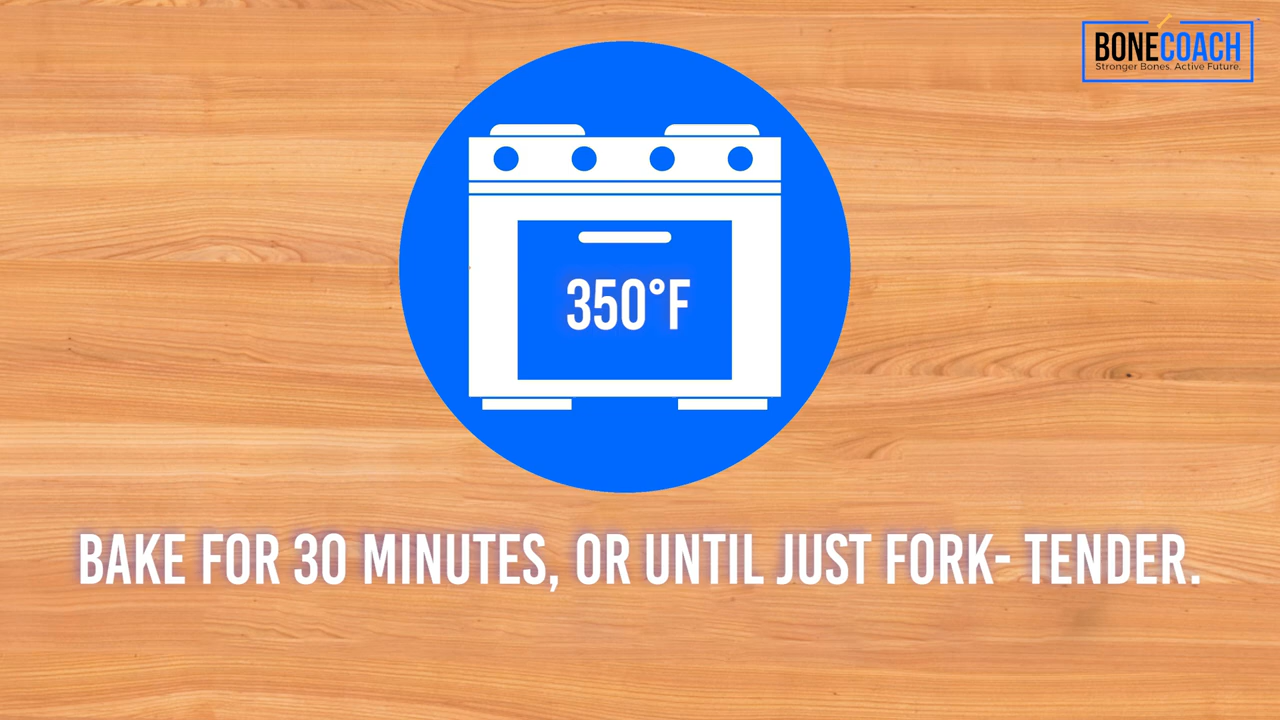 BONECOACH
Stronger Bones. Active Future.
350°F
BAKE FOR 30 MINUTES, OR UNTIL JUST FORK- TENDER.